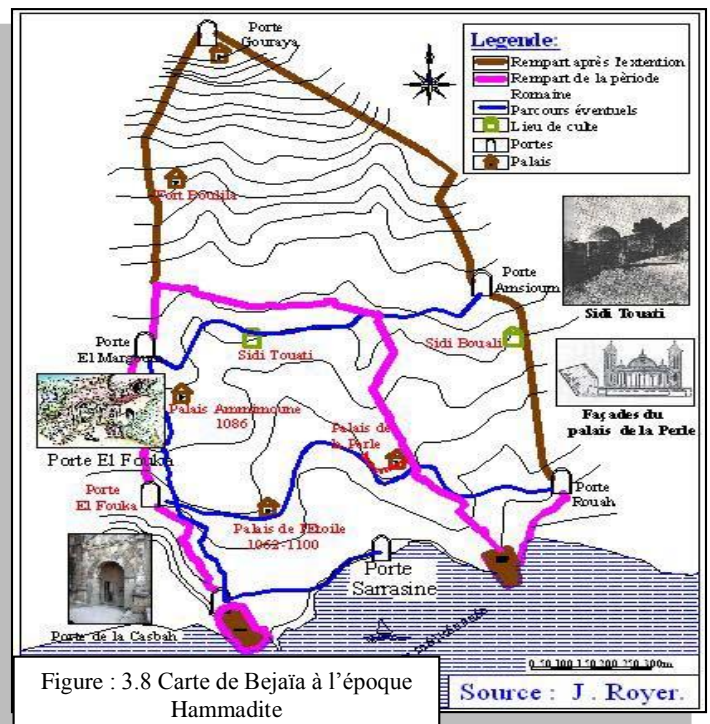 Porte
Gouraya
Legende:
Rempart après l'extention
Rempart de la pèriode
Romaine
Parcours éventuels
Lieu de culte
Portes
Palais
Fort Boulila
Porte
Amsioum
Sidi Touati
Porte
El Margoum
Sidi Touati
Sidi Bouali
Palais Ammimoune
1086
Palais de
la Perle
Façades du
palais de la Perle
Porte El Fouka
Porte
El Fouka
Palais de l'Etoile
1062-1100
Porte
Rouah
Porte
Sarrasine
Porte de la Casbah
0 50 100 150 200 250 300m
Figure : 3.8 Carte de Bejaïa à l'époque
Hammadite
Source : J . Royer.